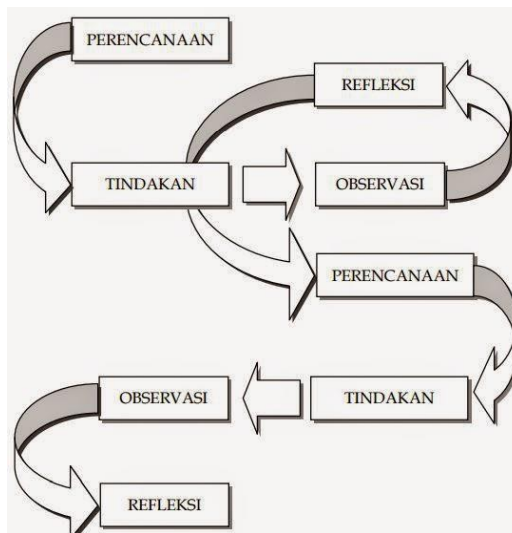 PERENCANAAN
REFLEKSI
TINDAKAN
OBSERVASI
PERENCANAAN
OBSERVASI
TINDAKAN
REFLEKSI